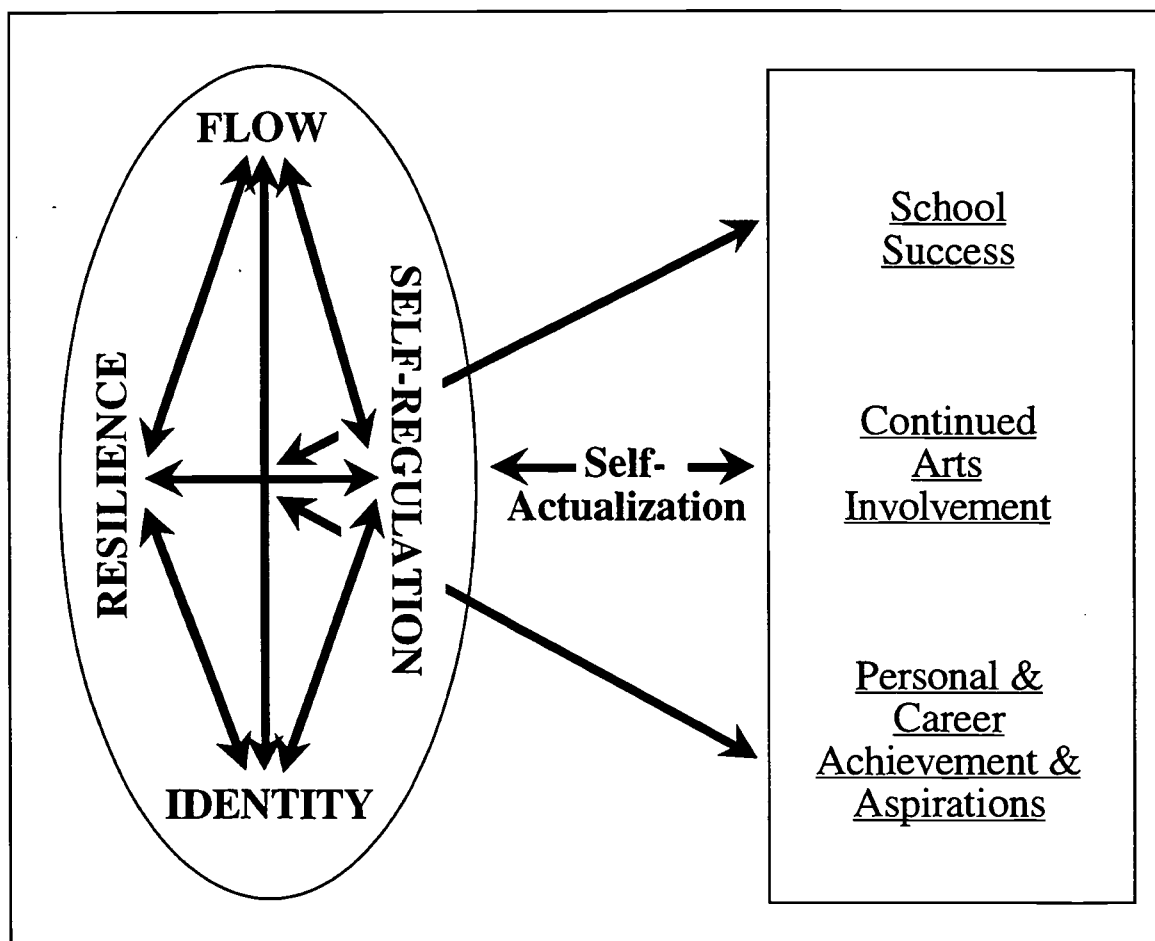 FLOW
RESILIENCE
SELF-REGULATION
IDENTITY
Self-
Actualization
School
Success
Continued
Arts
Involvement
Personal &
Career
Achievement &
Aspirations